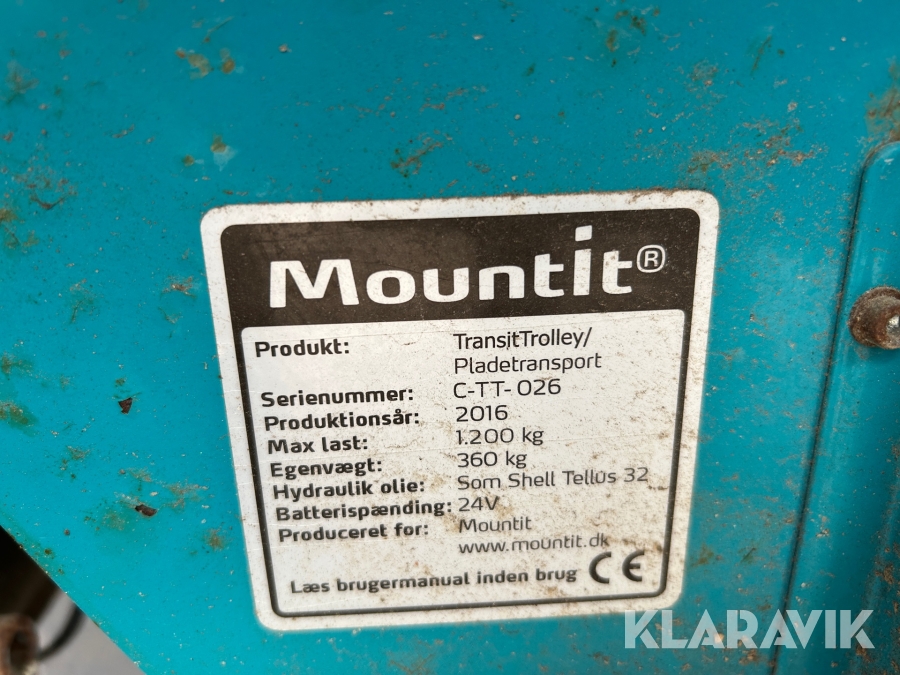 Mountit®
Produkt: TransitTrolley/
Pladetransport
Serienummer: C-TT-026
Produktionsår: 2016
Max last: 1.200 kg
Egenvægt: 360 kg
Hydraulik olie: Som Shell Tellus 32
Batterispænding: 24V
Produceret for: Mountit
www.mountit.dk
Læs brugermanual inden brug CE
KLARAVIK